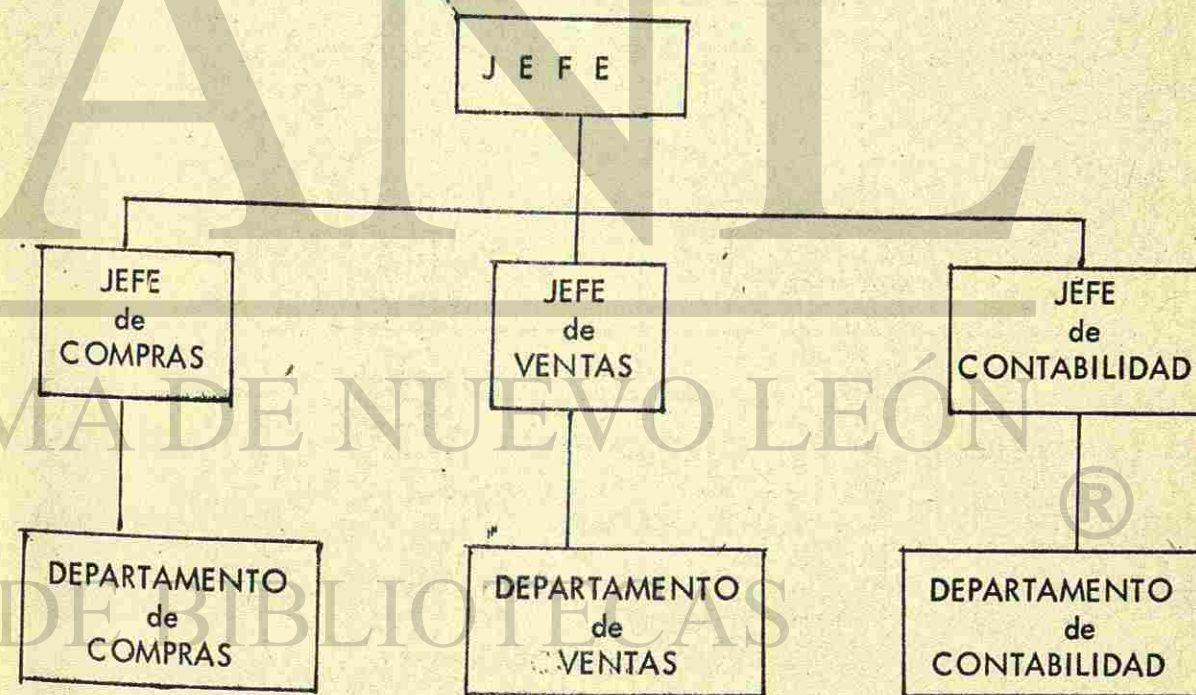 ANL
J E F E
JEFE
de
COMPRAS
JEFE
de
VENTAS
JEFE
de
CONTABILIDAD
MA DE NUEVO LEÓN
®
DEPARTAMENTO
de
COMPRAS
DEPARTAMENTO
de
VENTAS
DEPARTAMENTO
de
CONTABILIDAD
DE BIBLIOTECAS